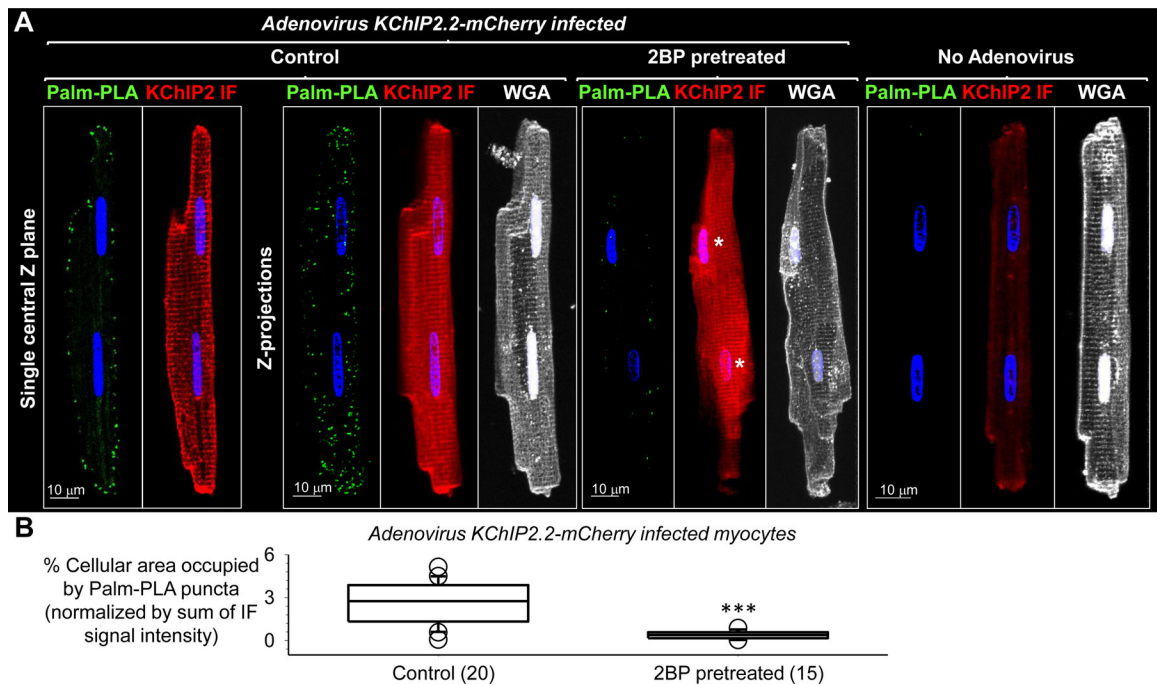 A
Adenovirus KChIP2.2-mCherry infected
Control
2BP pretreated
No Adenovirus
Palm-PLA KChIP2 IF
Palm-PLA KChIP2 IF WGA
Palm-PLA KChIP2 IF WGA
Palm-PLA KChIP2 IF WGA
Single central Z plane
Z-projections
*
*
10 µm
10 µm
10 µm
10 µm
B
Adenovirus KChIP2.2-mCherry infected myocytes
% Cellular area occupied
by Palm-PLA puncta
(normalized by sum of IF
signal intensity)
6
3
0
***
Control (20)
2BP pretreated (15)